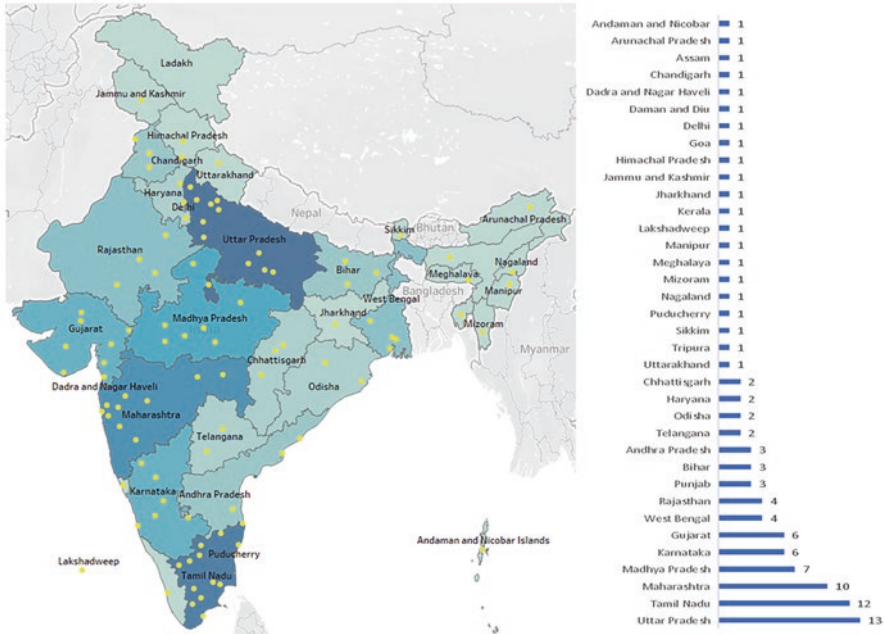 Ladakh
Jammu and Kashmir
Himachal Pradesh
Chandigarh
Uttarakhand
Haryana
Delhi
Nepal
Sikkim
Bhutan
Arunachal Pradesh
Rajasthan
Uttar Pradesh
Bihar
Meghalaya
Nagaland
Manipur
Bangladesh
West Bengal
Gujarat
Madhya Pradesh
Jharkhand
Mizoram
Myanmar
Chhattisgarh
Odisha
Dadra and Nagar Haveli
Maharashtra
Telangana
Karnataka
Andhra Pradesh
Andaman and Nicobar Islands
Puducherry
Lakshadweep
Tamil Nadu
Andaman and Nicobar 1
Arunachal Pradesh 1
Assam 1
Chandigarh 1
Dadra and Nagar Haveli 1
Daman and Diu 1
Delhi 1
Goa 1
Himachal Pradesh 1
Jammu and Kashmir 1
Jharkhand 1
Kerala 1
Lakshadweep 1
Manipur 1
Meghalaya 1
Mizoram 1
Nagaland 1
Puducherry 1
Sikkim 1
Tripura 1
Uttarakhand 1
Chhattisgarh 2
Haryana 2
Odisha 2
Telangana 2
Andhra Pradesh 3
Bihar 3
Punjab 3
Rajasthan 4
West Bengal 4
Gujarat 6
Karnataka 6
Madhya Pradesh 7
Maharashtra 10
Tamil Nadu 12
Uttar Pradesh 13